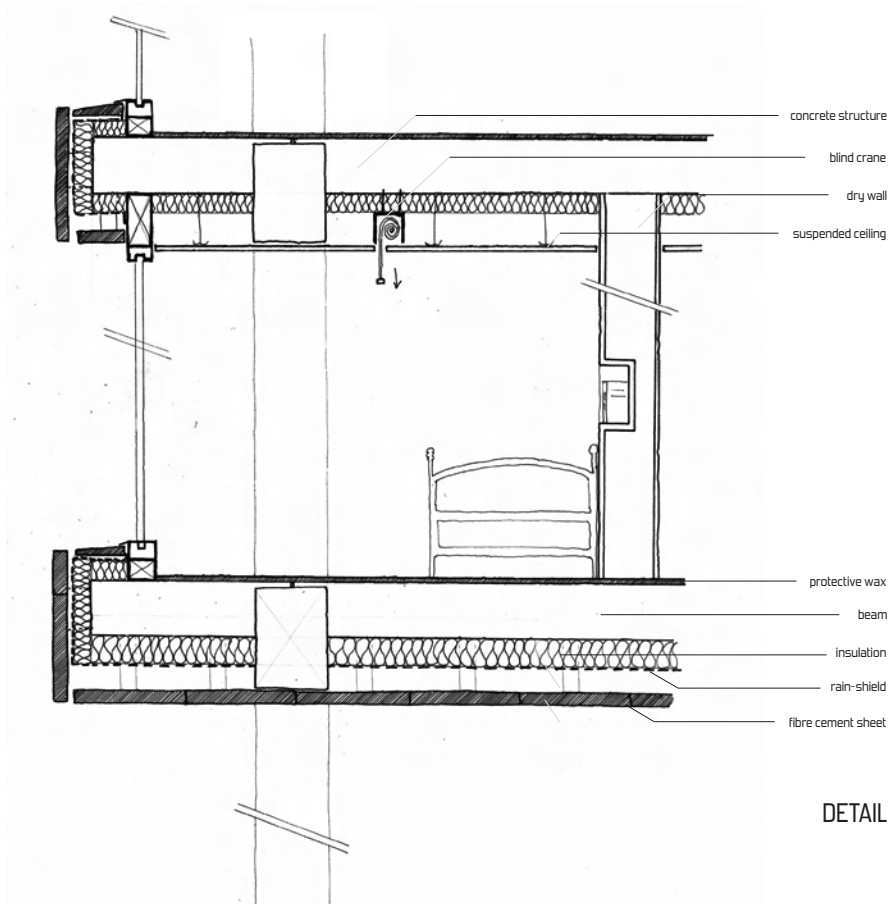 concrete structure
blind crane
dry wall
suspended ceiling
protective wax
beam
insulation
rain-shield
fibre cement sheet
DETAIL